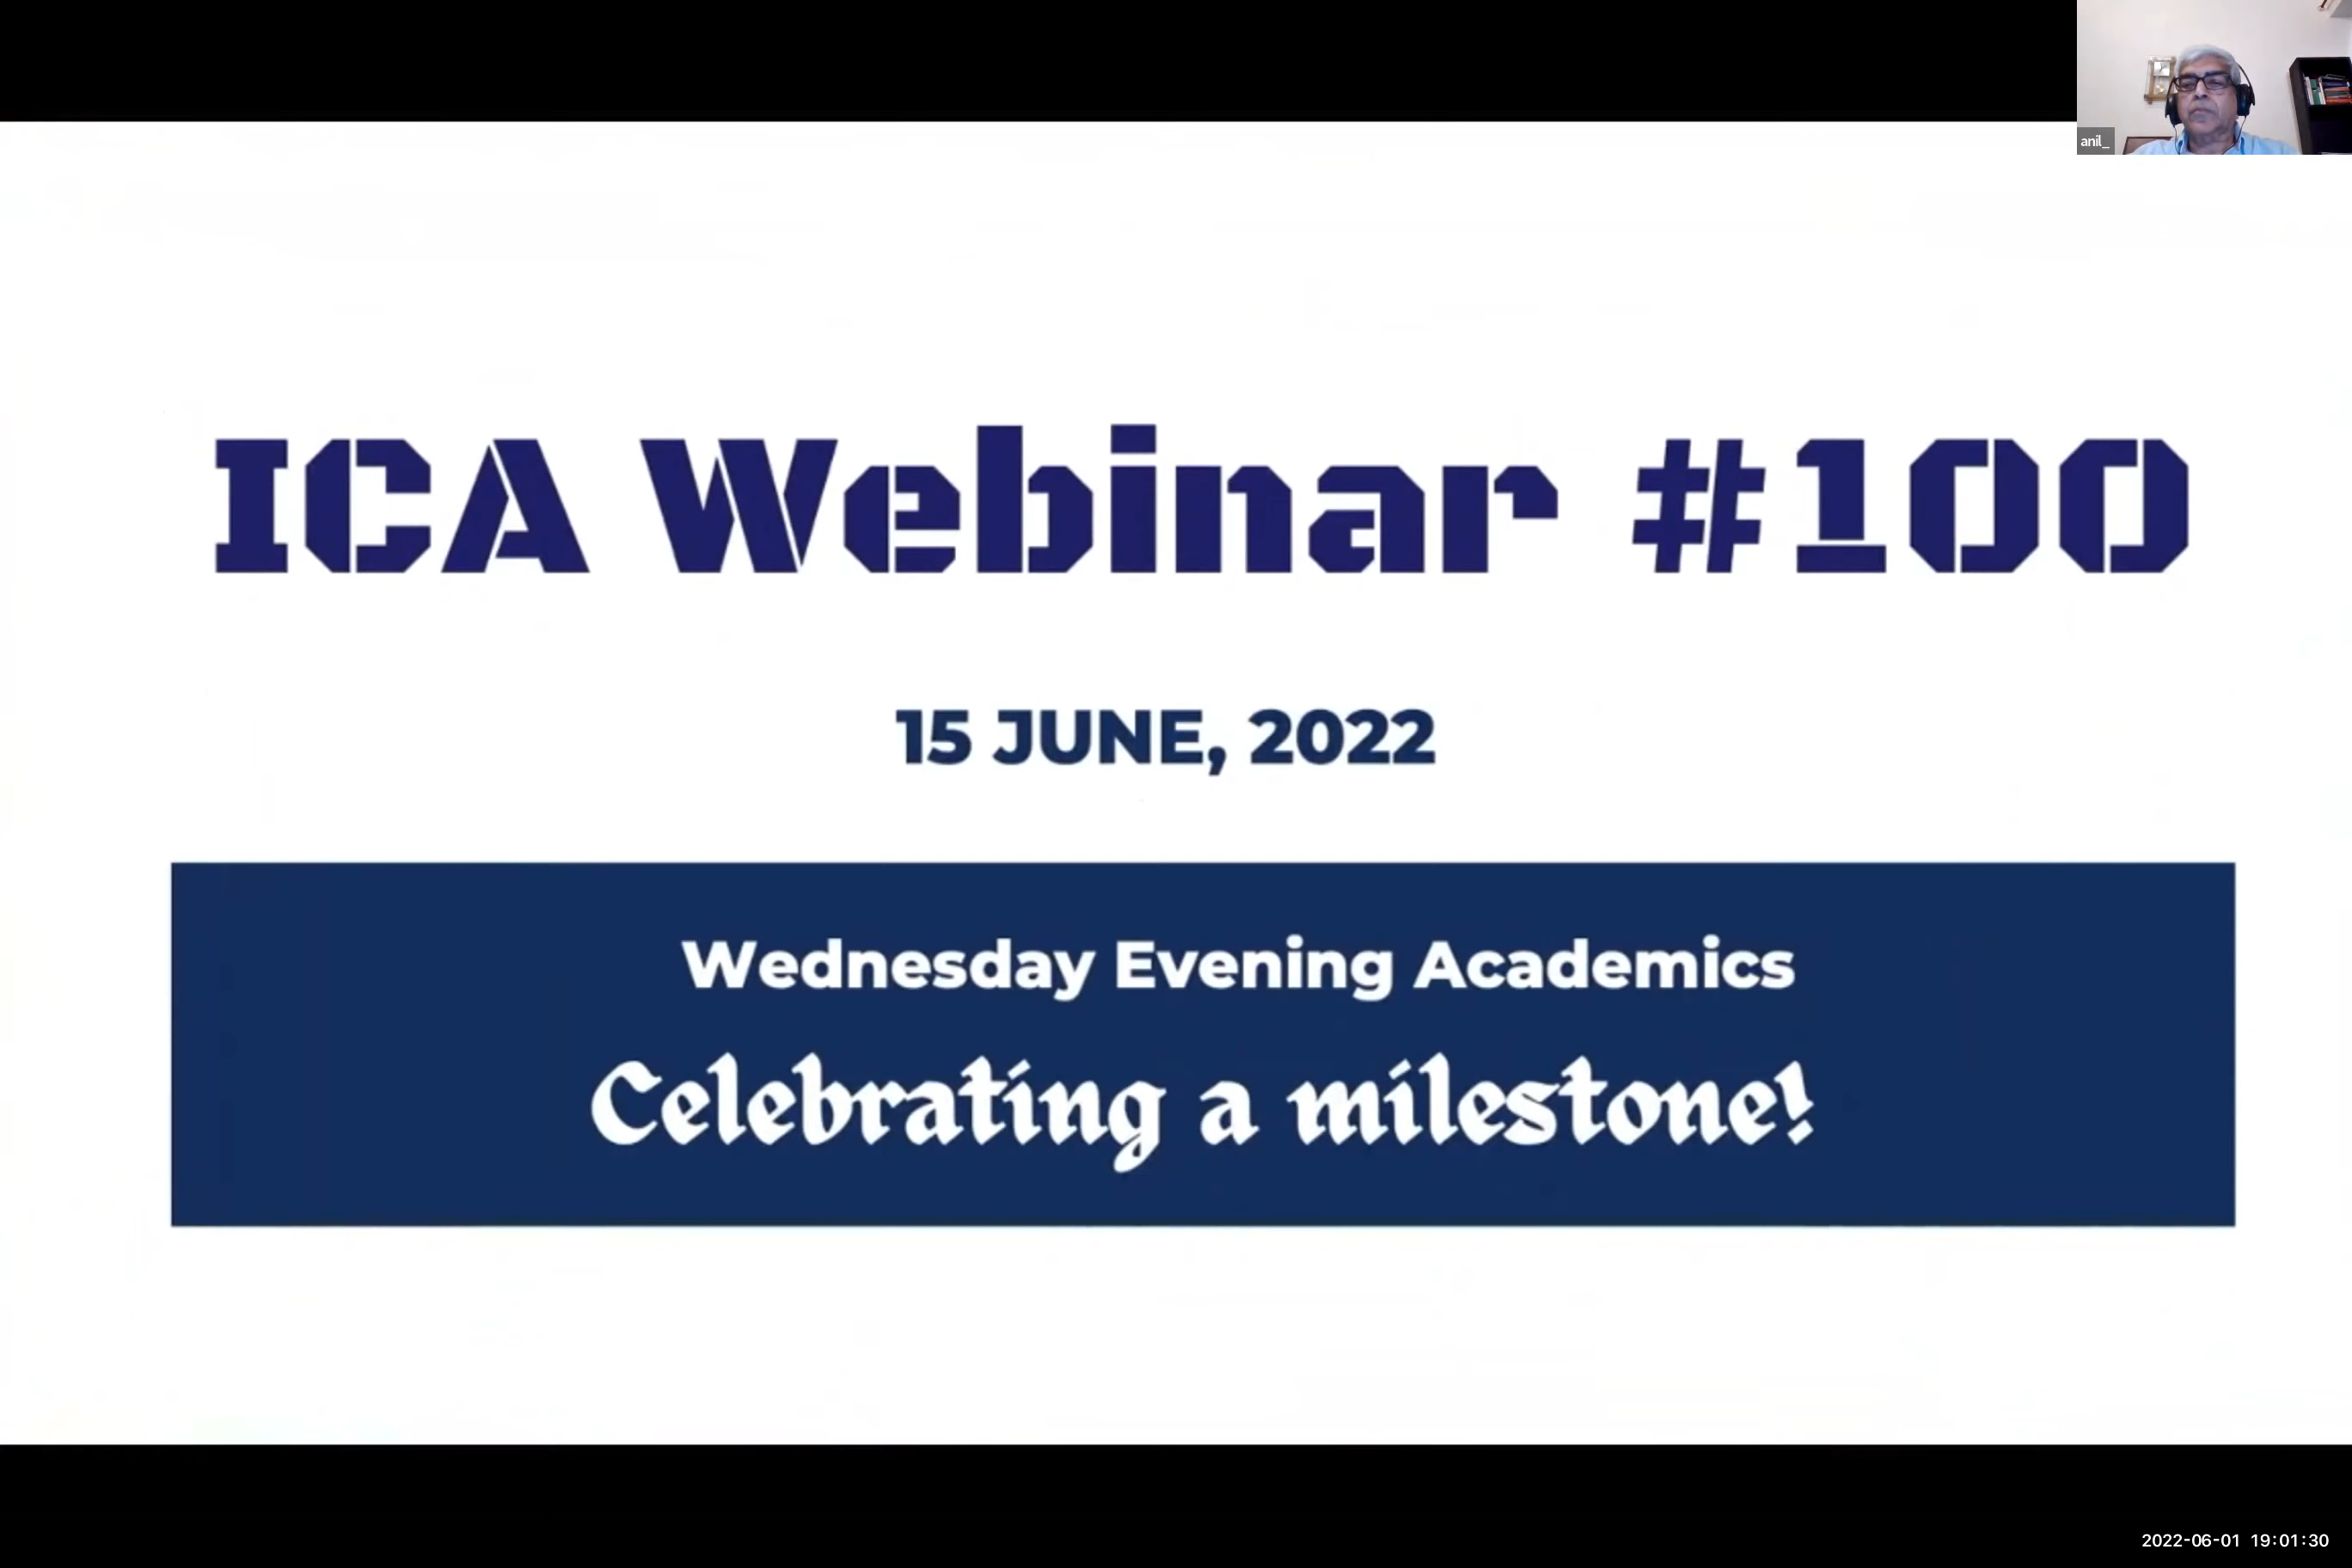 anil_
ICA Webinar #100
15 JUNE, 2022
Wednesday Evening Academics
Celebrating a milestone!
2022-06-01 19:01:30